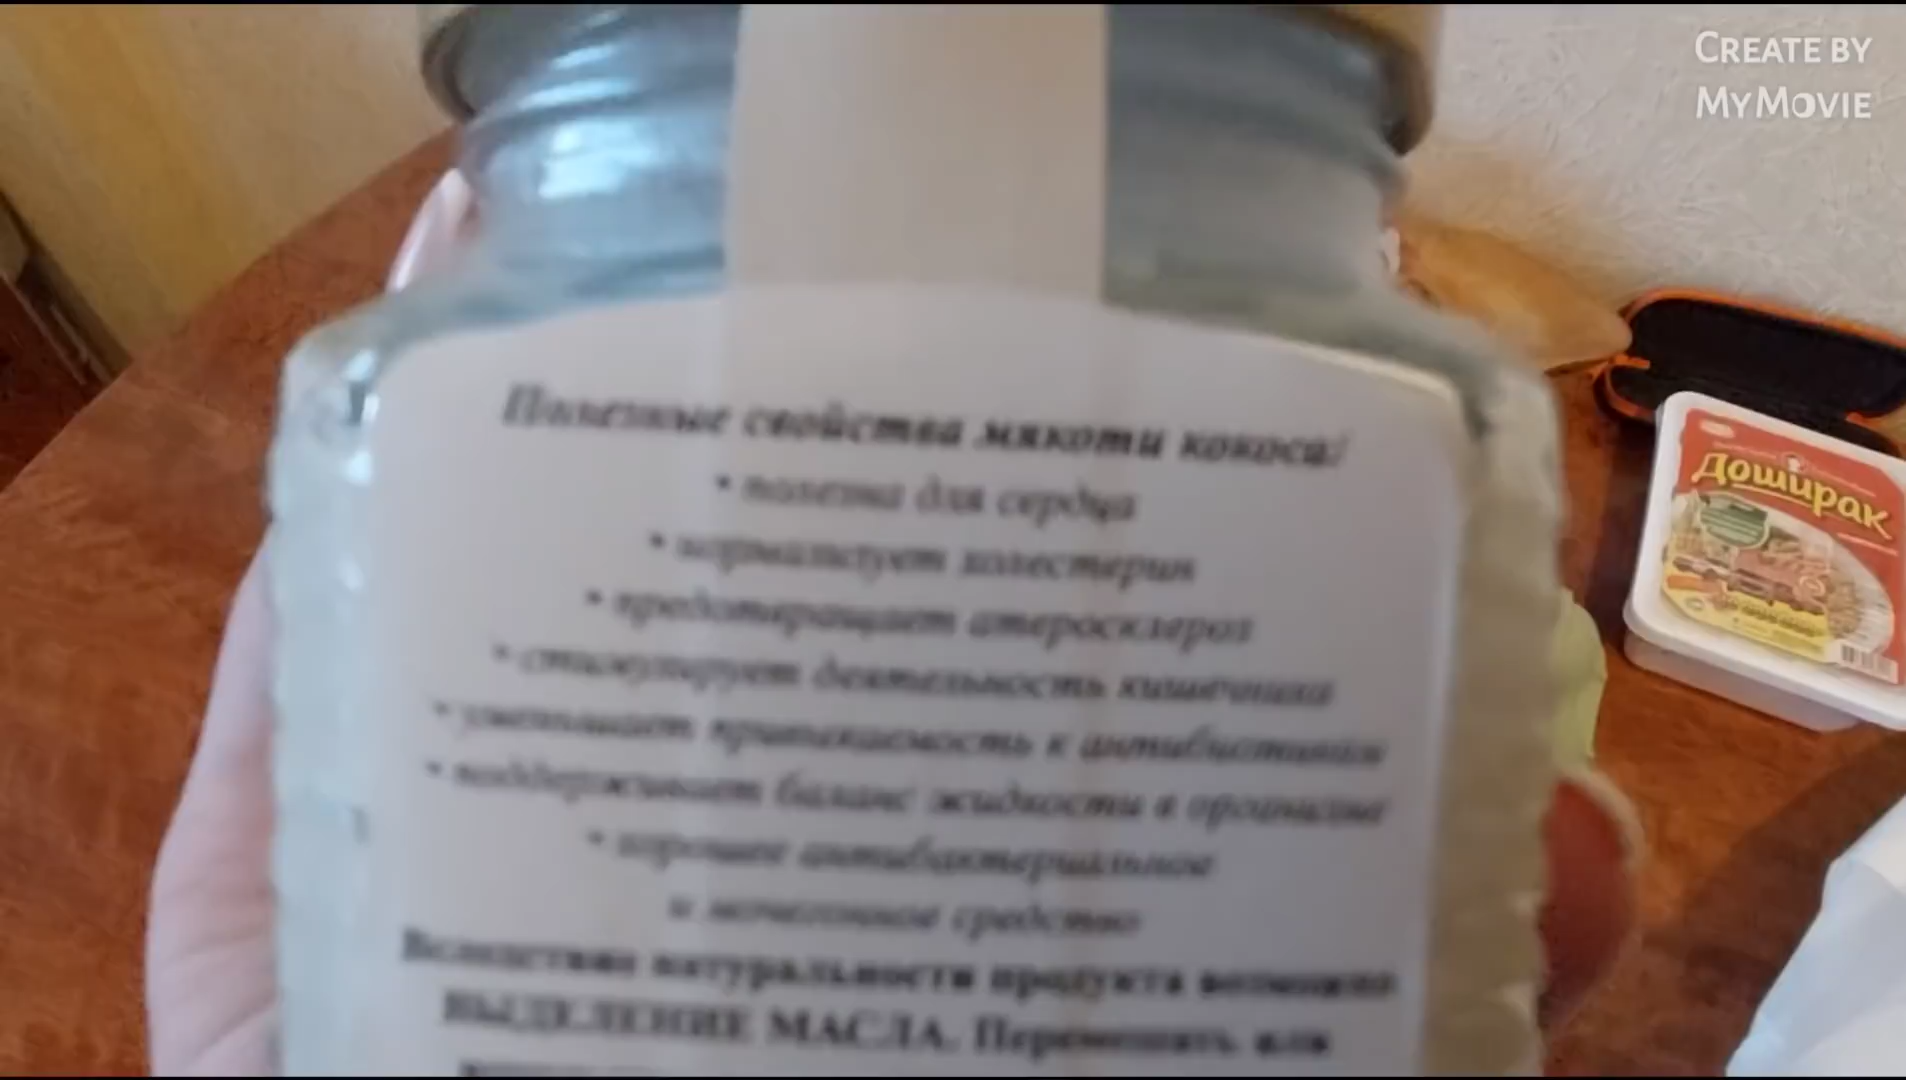 CREATE BY
MYMOVIE
Полезные свойства мякоти кокоса/
• полезна для сердца
• нормализует холестерин
• предотвращает атеросклероз
• стимулирует деятельность кишечника
• уменьшает привыкаемость к антибиотикам
• поддерживает баланс жидкости в организме
• хорошее антибактериальное
и мочегонное средство
Вследствие натуральности продукта возможно
ВЫДЕЛЕНИЕ МАСЛА. Перемешать или
Доширак